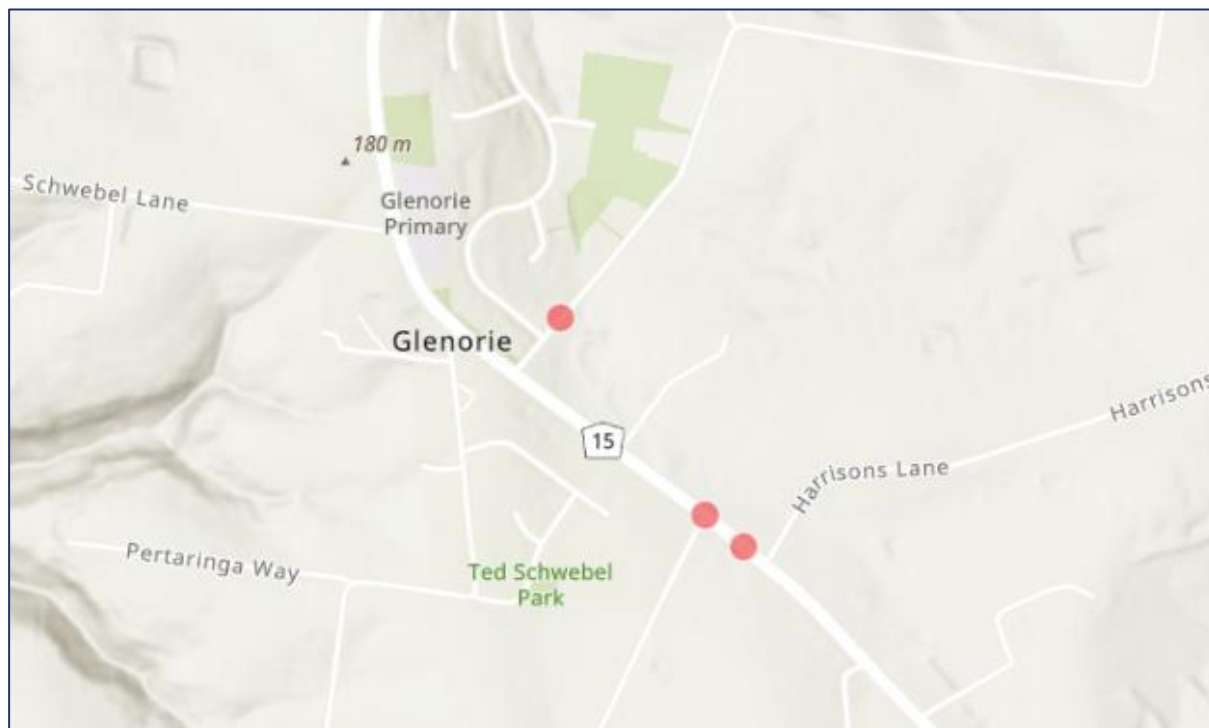 180 m
Schwebel Lane
Glenorie
Primary
Glenorie
Harrisons
15
Harrisons Lane
Pertaringa Way
Ted Schwebel
Park